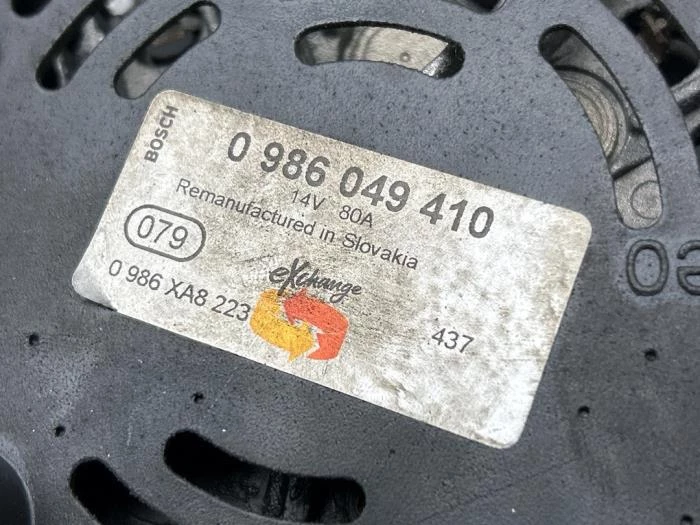 BOSCH
0 986 049 410
14V 80A
Remanufactured in Slovakia
079
eXchange
0 986 XA8 223
437